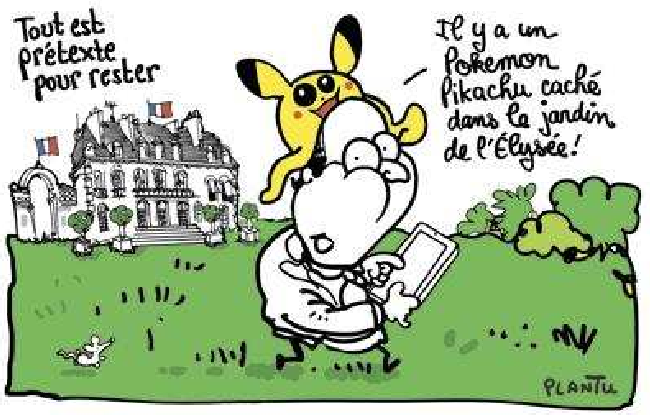 Tout est
prétexte
pour rester
Il y a un
Pokemon
Pikachu caché
dans le jardin
de l'Élysée!
PLANTU